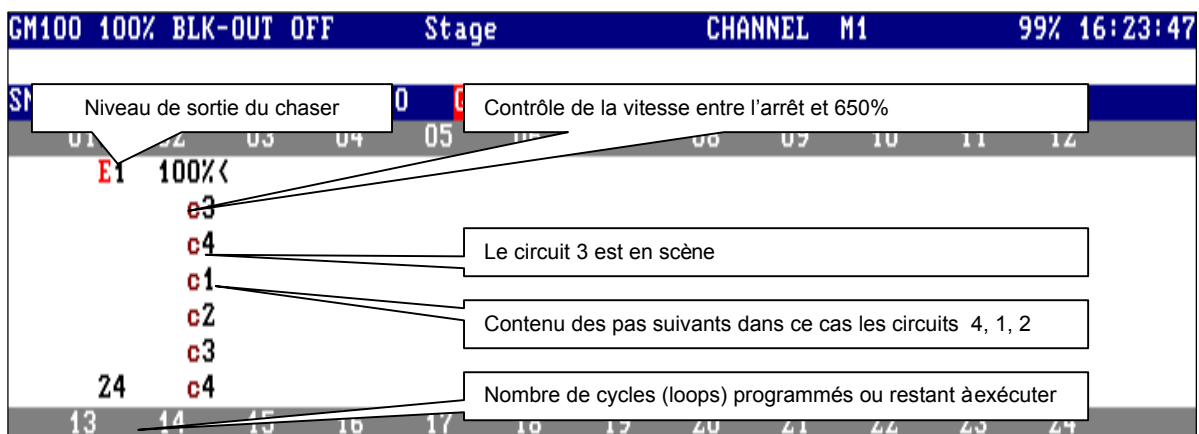 GM100 100% BLK-OUT OFF Stage CHANNEL M1 99% 16:23:47
Niveau de sortie du chaser
Contrôle de la vitesse entre l'arrêt et 650%
01 02 03 04 05 06 08 09 10 11 12
E1 100%<
c3
c4
Le circuit 3 est en scène
c1
c2
Contenu des pas suivants dans ce cas les circuits 4, 1, 2
c3
24 c4
Nombre de cycles (loops) programmés ou restant àexécuter
13 14 15 16 17 18 19 20 21 22 23 24